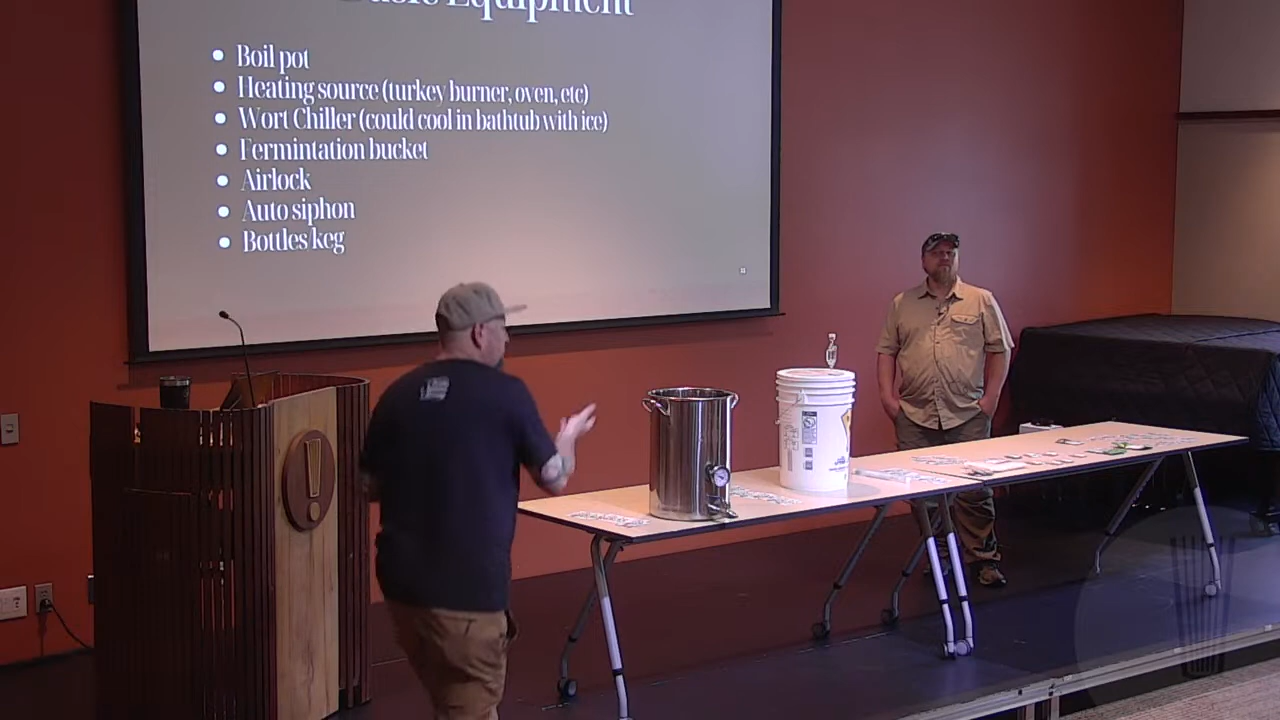 Equipment
Boil pot
Heating source (turkey burner, oven, etc)
Wort Chiller (could cool in bathtub with ice)
Fermintation bucket
Airlock
Auto siphon
Bottles/keg